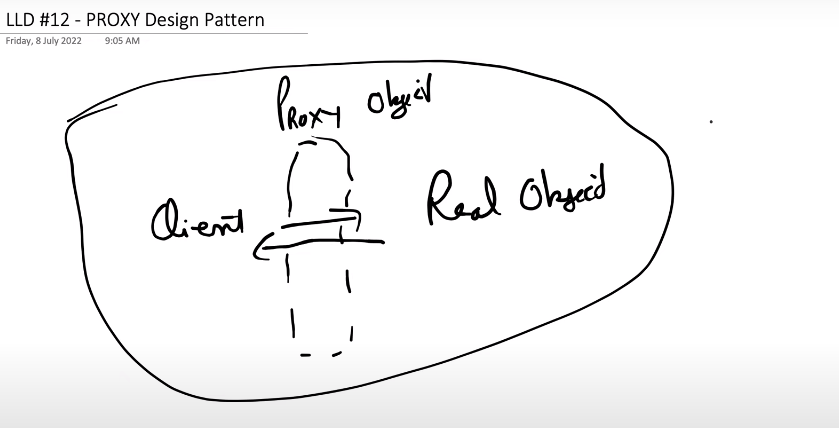 LLD #12 - PROXY Design Pattern
Friday, 8 July 2022 9:05 AM
PROXY Object
Client
Real Object